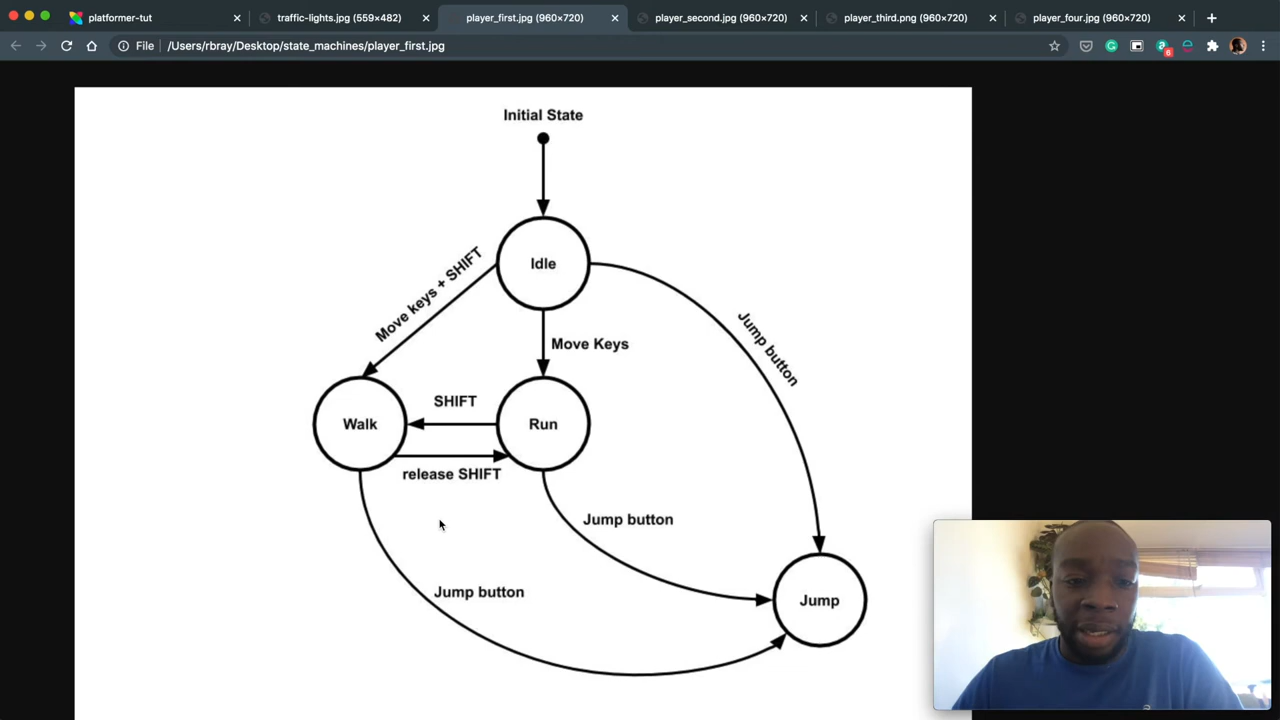 platformer-tut
traffic-lights.jpg (559×482)
player_first.jpg (960×720)
player_second.jpg (960×720)
player_third.png (960×720)
player_four.jpg (960×720)
File
/Users/rbray/Desktop/state_machines/player_first.jpg
6
Initial State
Idle
Move keys + SHIFT
Move Keys
Jump button
Walk
SHIFT
Run
release SHIFT
Jump button
Jump button
Jump